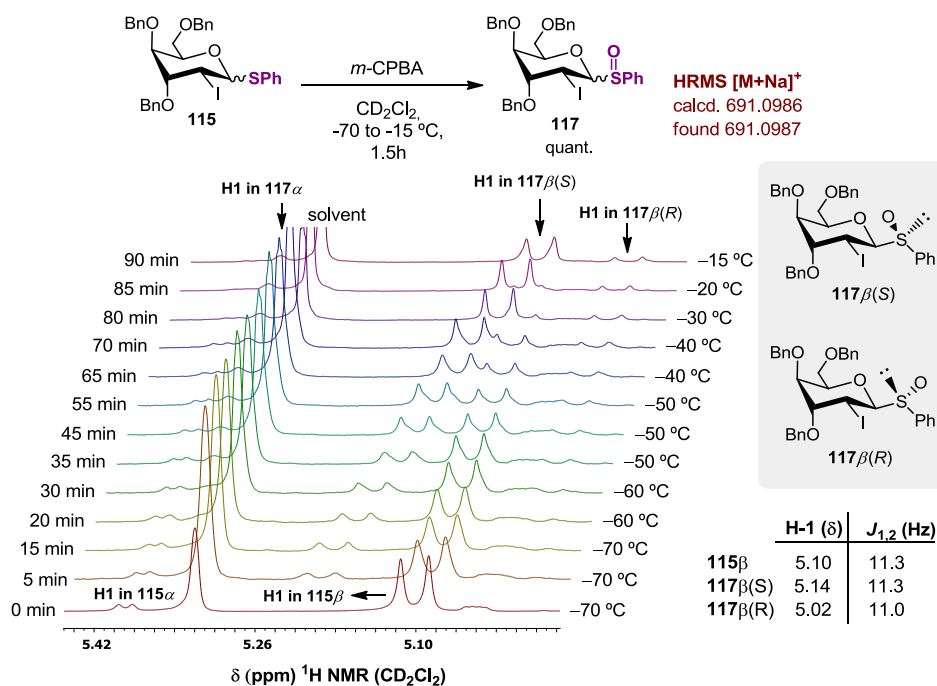 BnO
OBn
O
SPh
I
BnO
115
m-CPBA
CD2Cl2,
-70 to -15 ºC,
1.5h
BnO
OBn
O
O
S
Ph
I
BnO
117
quant.
HRMS [M+Na]+
calcd. 691.0986
found 691.0987
H1 in 117α
solvent
H1 in 117β(S)
H1 in 117β(R)
90 min
–15 ºC
85 min
–20 ºC
80 min
–30 ºC
70 min
–40 ºC
65 min
–40 ºC
55 min
–50 ºC
45 min
–50 ºC
35 min
–50 ºC
30 min
–60 ºC
20 min
–60 ºC
15 min
–70 ºC
5 min
–70 ºC
0 min
–70 ºC
H1 in 115α
H1 in 115β
5.42
5.26
5.10
δ (ppm) 1H NMR (CD2Cl2)
BnO
OBn
O
O
S
I
BnO
Ph
117β(S)
BnO
OBn
O
S
O
I
BnO
Ph
117β(R)
H-1 (δ) J1,2 (Hz)
115β 5.10 11.3
117β(S) 5.14 11.3
117β(R) 5.02 11.0